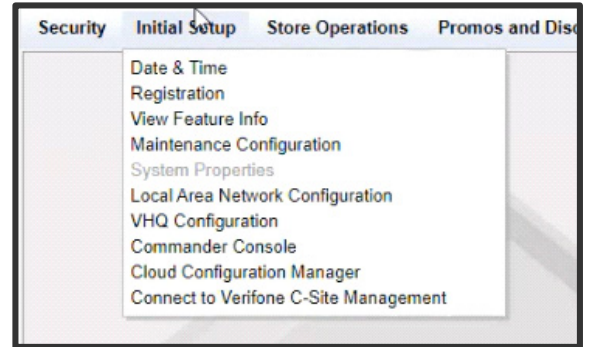 Security Initial Setup Store Operations Promos and Disc
Date & Time
Registration
View Feature Info
Maintenance Configuration
System Properties
Local Area Network Configuration
VHQ Configuration
Commander Console
Cloud Configuration Manager
Connect to Verifone C-Site Management